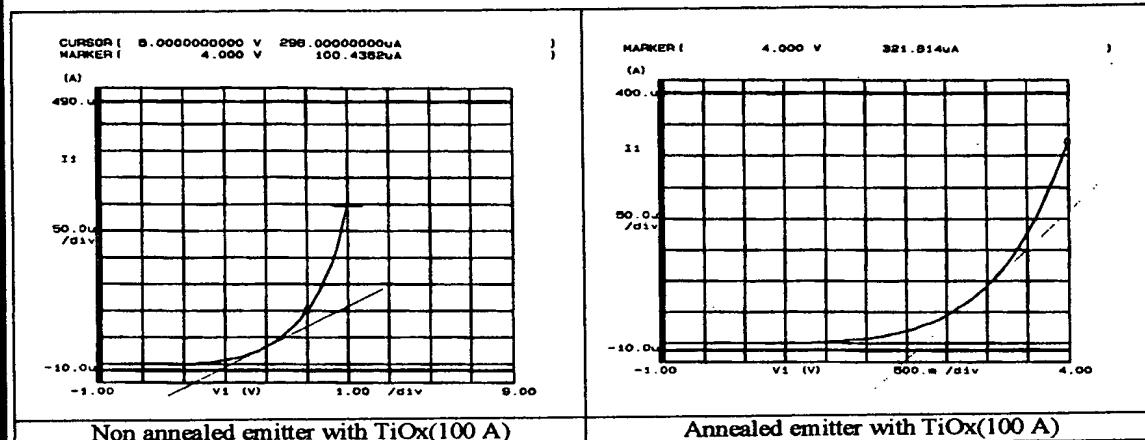 CURSOR ( 5.0000000000 V 298.00000000uA )
MARKER ( 4.000 V 100.4362uA )
(A)
490.u
I1
50.0u
/div
-10.0u
-1.00 V1 (V) 1.00 /div 9.00
Non annealed emitter with TiOx(100 A)
MARKER ( 4.000 V 321.814uA )
(A)
400.u
I1
50.0u
/div
-10.0u
-1.00 V1 (V) 500.m /div 4.00
Annealed emitter with TiOx(100 A)